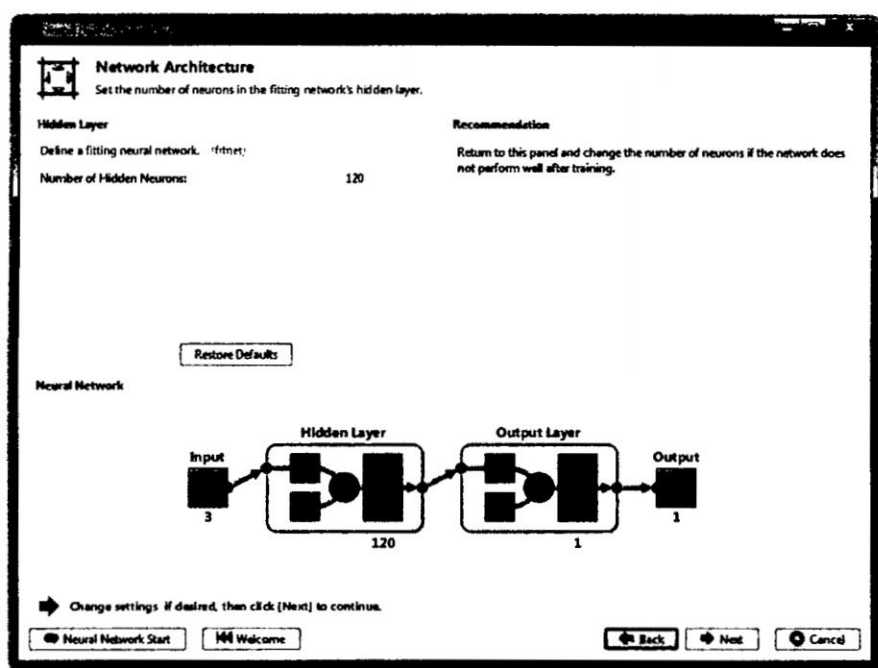 Network Architecture
Set the number of neurons in the fitting network's hidden layer.
Hidden Layer
Define a fitting neural network. (fitnet)
Number of Hidden Neurons: 120
Recommendation
Return to this panel and change the number of neurons if the network does
not perform well after training.
Restore Defaults
Neural Network
Hidden Layer
Output Layer
Input
Output
3
120
1
1
Change settings if desired, then click [Next] to continue.
Neural Network Start
Welcome
Back
Next
Cancel